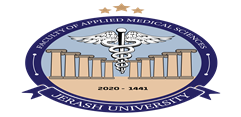 FACULTY OF APPLIED MEDICAL SCIENCES
2020 - 1441
JERASH UNIVERSITY